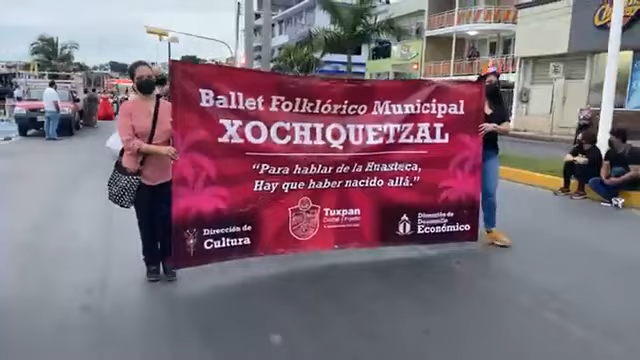 Ballet Folklórico Municipal
XOCHIQUETZAL
“Para hablar de la Huasteca,
Hay que haber nacido allá.”
Dirección de
Cultura
Tuxpan
Dirección de
Desarrollo
Económico